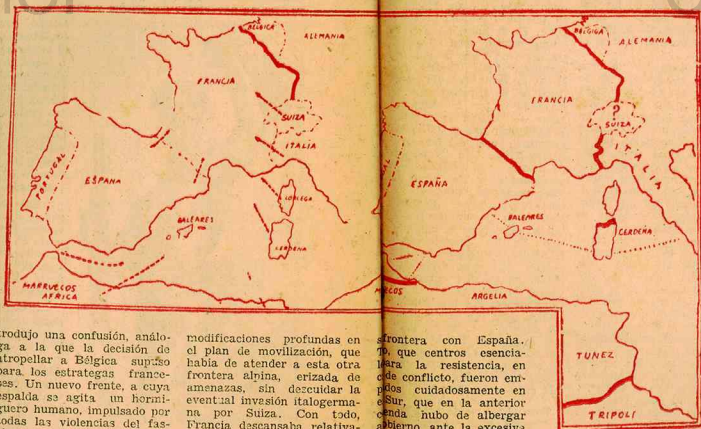 BÉLGICA
ALEMANIA
FRANCIA
SUIZA
ITALIA
PORTUGAL
ESPAÑA
CORCEGA
BALEARES
CERDEÑA
MARRUECOS
AFRICA
BÉLGICA
ALEMANIA
FRANCIA
?
SUIZA
ITALIA
ESPAÑA
BALEARES
CERDEÑA
ARGELIA
TUNEZ
TRIPOLI
trodujo una confusión, análo-
ga a la que la decisión de
atropellar a Bélgica supuso
para los estrategas france-
ses. Un nuevo frente, a cuya
espalda se agita un hormi-
guero humano, impulsado por
todas las violencias del fas-
modificaciones profundas en
el plan de movilización, que
había de atender a esta otra
frontera alpina, erizada de
amenazas, sin descuidar la
eventual invasión italogerma-
na por Suiza. Con todo,
Francia descansaba relativa-
frontera con España.
que centros esencia-
la resistencia, en
de conflicto, fueron em-
cuidadosamente en
Sur, que en la anterior
hubo de albergar
ante la excesiva